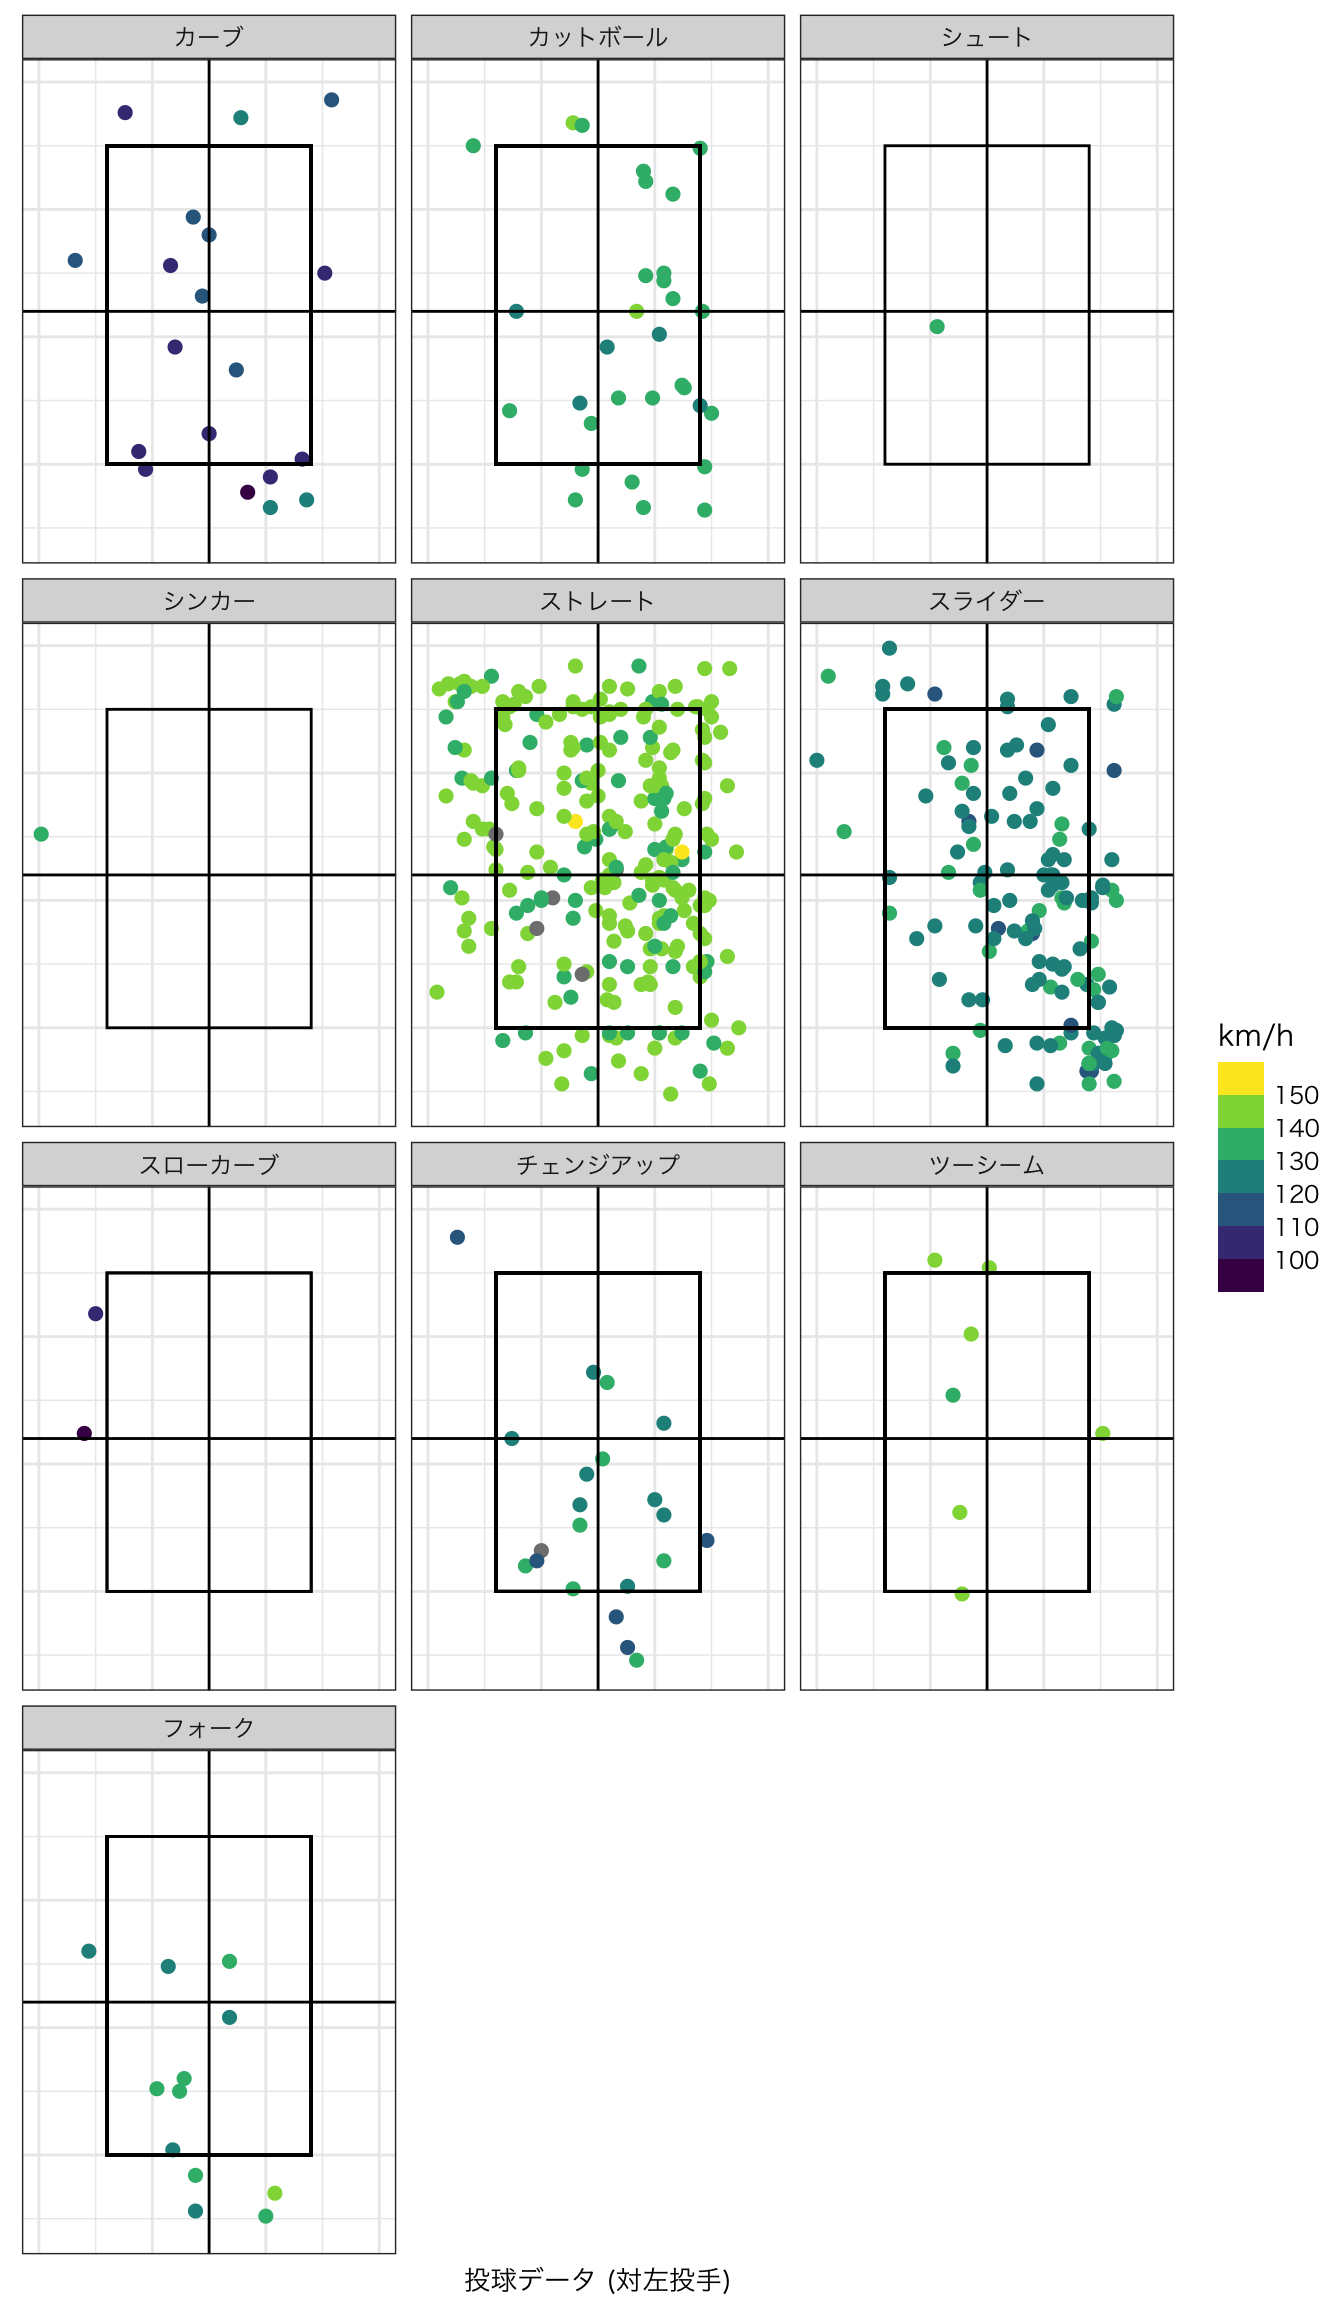 カーブ
カットボール
シュート
シンカー
ストレート
スライダー
スローカーブ
チェンジアップ
ツーシーム
フォーク
km/h
150
140
130
120
110
100
投球データ (対左投手)